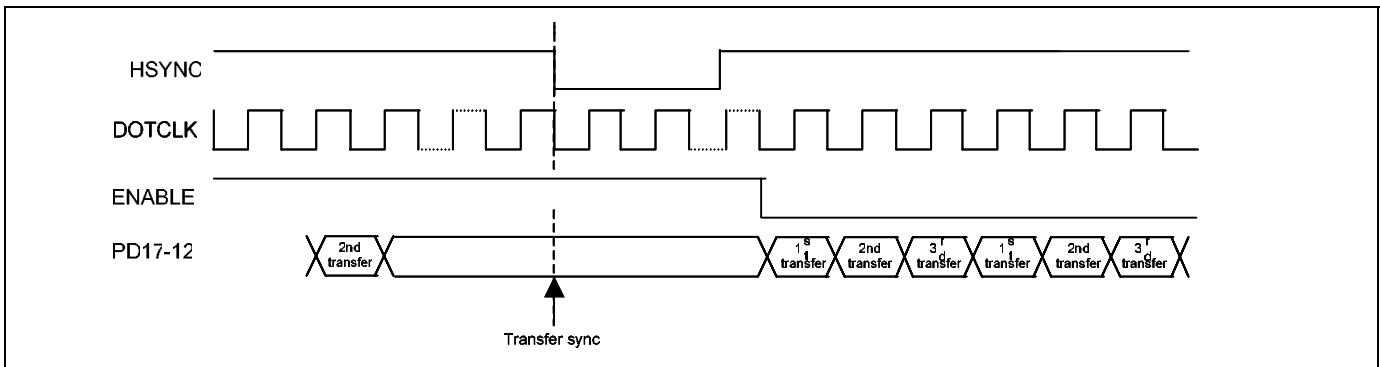 HSYNC
DOTCLK
ENABLE
PD17-12
2nd transfer
1st transfer
2nd transfer
3rd transfer
1st transfer
2nd transfer
3rd transfer
Transfer sync